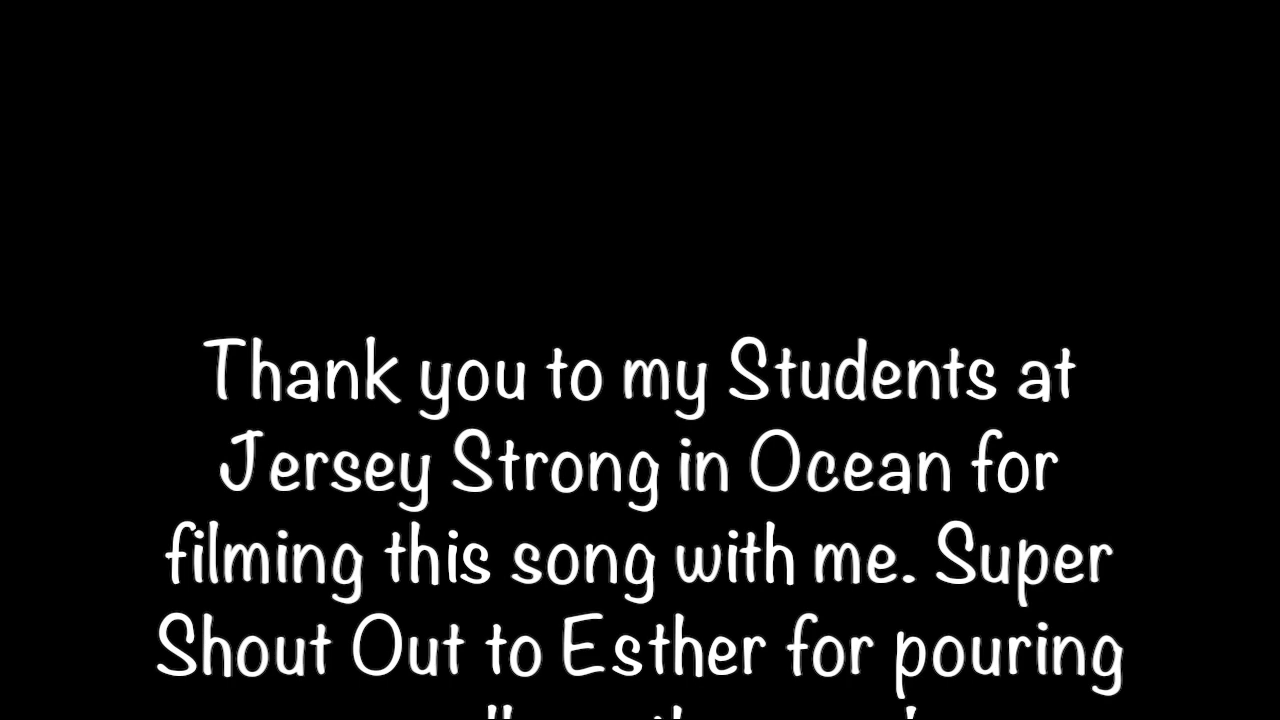 Thank you to my Students at
Jersey Strong in Ocean for
filming this song with me. Super
Shout Out to Esther for pouring